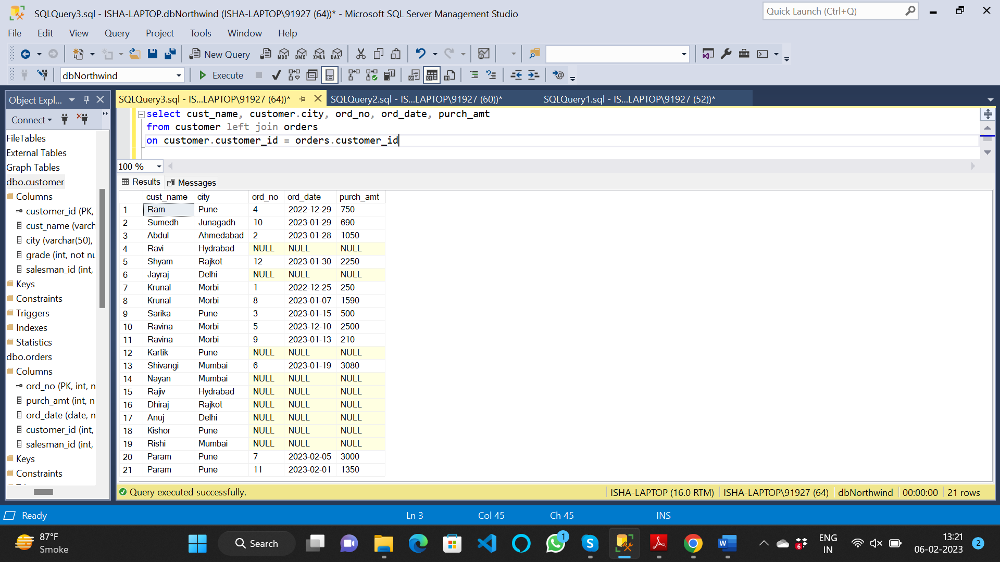 SQLQuery3.sql - ISHA-LAPTOP.dbNorthwind (ISHA-LAPTOP\91927 (64))* - Microsoft SQL Server Management Studio
Quick Launch (Ctrl+Q)
File Edit View Query Project Tools Window Help
New Query MDX DMX XMLA DAX
dbNorthwind Execute
Object Expl...
SQLQuery3.sql - IS...LAPTOP\91927 (64))* SQLQuery2.sql - IS...LAPTOP\91927 (60))* SQLQuery1.sql - IS...LAPTOP\91927 (52))*
Connect
FileTables
External Tables
Graph Tables
dbo.customer
Columns
customer_id (PK,
cust_name (varch
city (varchar(50),
grade (int, not nu
salesman_id (int,
Keys
Constraints
Triggers
Indexes
Statistics
dbo.orders
Columns
ord_no (PK, int, n
purch_amt (int, n
ord_date (date, n
customer_id (int,
salesman_id (int,
Keys
Constraints
select cust_name, customer.city, ord_no, ord_date, purch_amt
from customer left join orders
on customer.customer_id = orders.customer_id
100 %
Results Messages
cust_name city ord_no ord_date purch_amt
1 Ram Pune 4 2022-12-29 750
2 Sumedh Junagadh 10 2023-01-29 690
3 Abdul Ahmedabad 2 2023-01-28 1050
4 Ravi Hydrabad NULL NULL NULL
5 Shyam Rajkot 12 2023-01-30 2250
6 Jayraj Delhi NULL NULL NULL
7 Krunal Morbi 1 2022-12-25 250
8 Krunal Morbi 8 2023-01-07 1590
9 Sarika Pune 3 2023-01-15 500
10 Ravina Morbi 5 2023-12-10 2500
11 Ravina Morbi 9 2023-01-13 210
12 Kartik Pune NULL NULL NULL
13 Shivangi Mumbai 6 2023-01-19 3080
14 Nayan Mumbai NULL NULL NULL
15 Rajiv Hydrabad NULL NULL NULL
16 Dhiraj Rajkot NULL NULL NULL
17 Anuj Delhi NULL NULL NULL
18 Kishor Pune NULL NULL NULL
19 Rishi Mumbai NULL NULL NULL
20 Param Pune 7 2023-02-05 3000
21 Param Pune 11 2023-02-01 1350
Query executed successfully. ISHA-LAPTOP (16.0 RTM) ISHA-LAPTOP\91927 (64) dbNorthwind 00:00:00 21 rows
Ready Ln 3 Col 45 Ch 45 INS
87°F
Smoke
Search
1
6
ENG
IN
13:21
06-02-2023
2